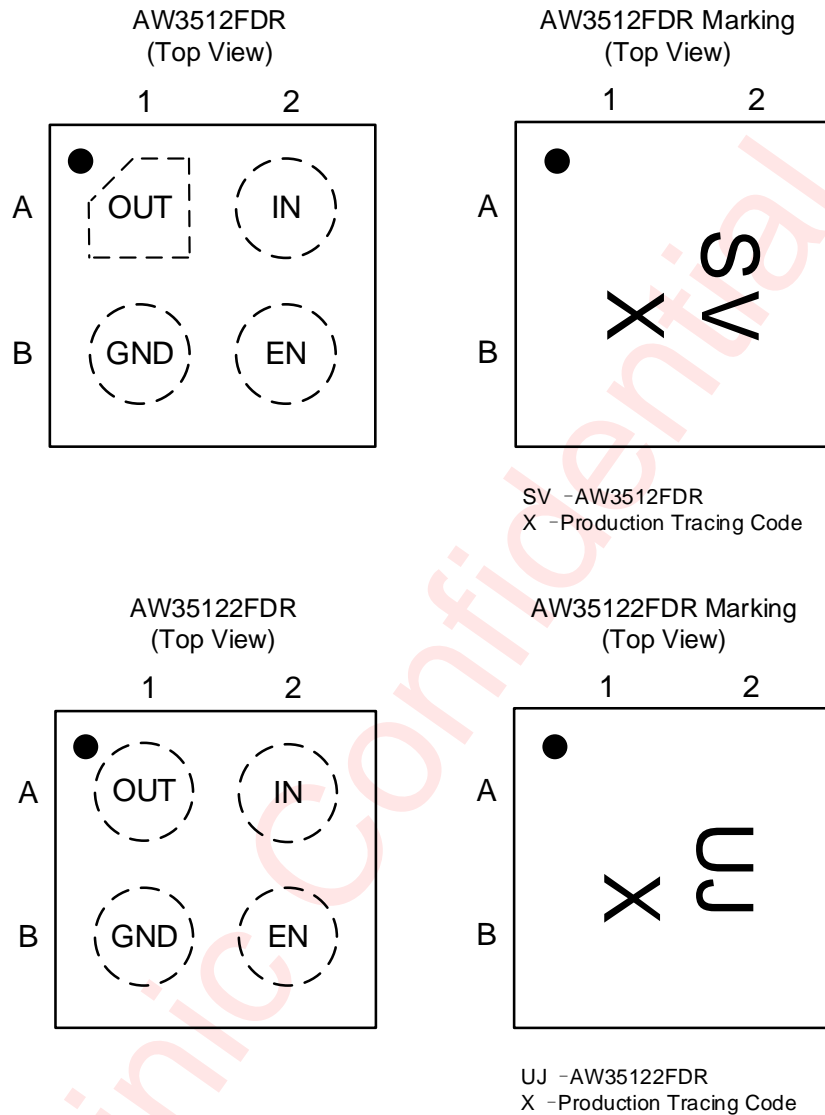 AW3512FDR
(Top View)
1 2
A OUT IN
B GND EN
AW3512FDR Marking
(Top View)
1 2
A
B
SV
X
SV -AW3512FDR
X -Production Tracing Code
AW35122FDR
(Top View)
1 2
A OUT IN
B GND EN
AW35122FDR Marking
(Top View)
1 2
A
B
UJ
X
UJ -AW35122FDR
X -Production Tracing Code
inic Confidential